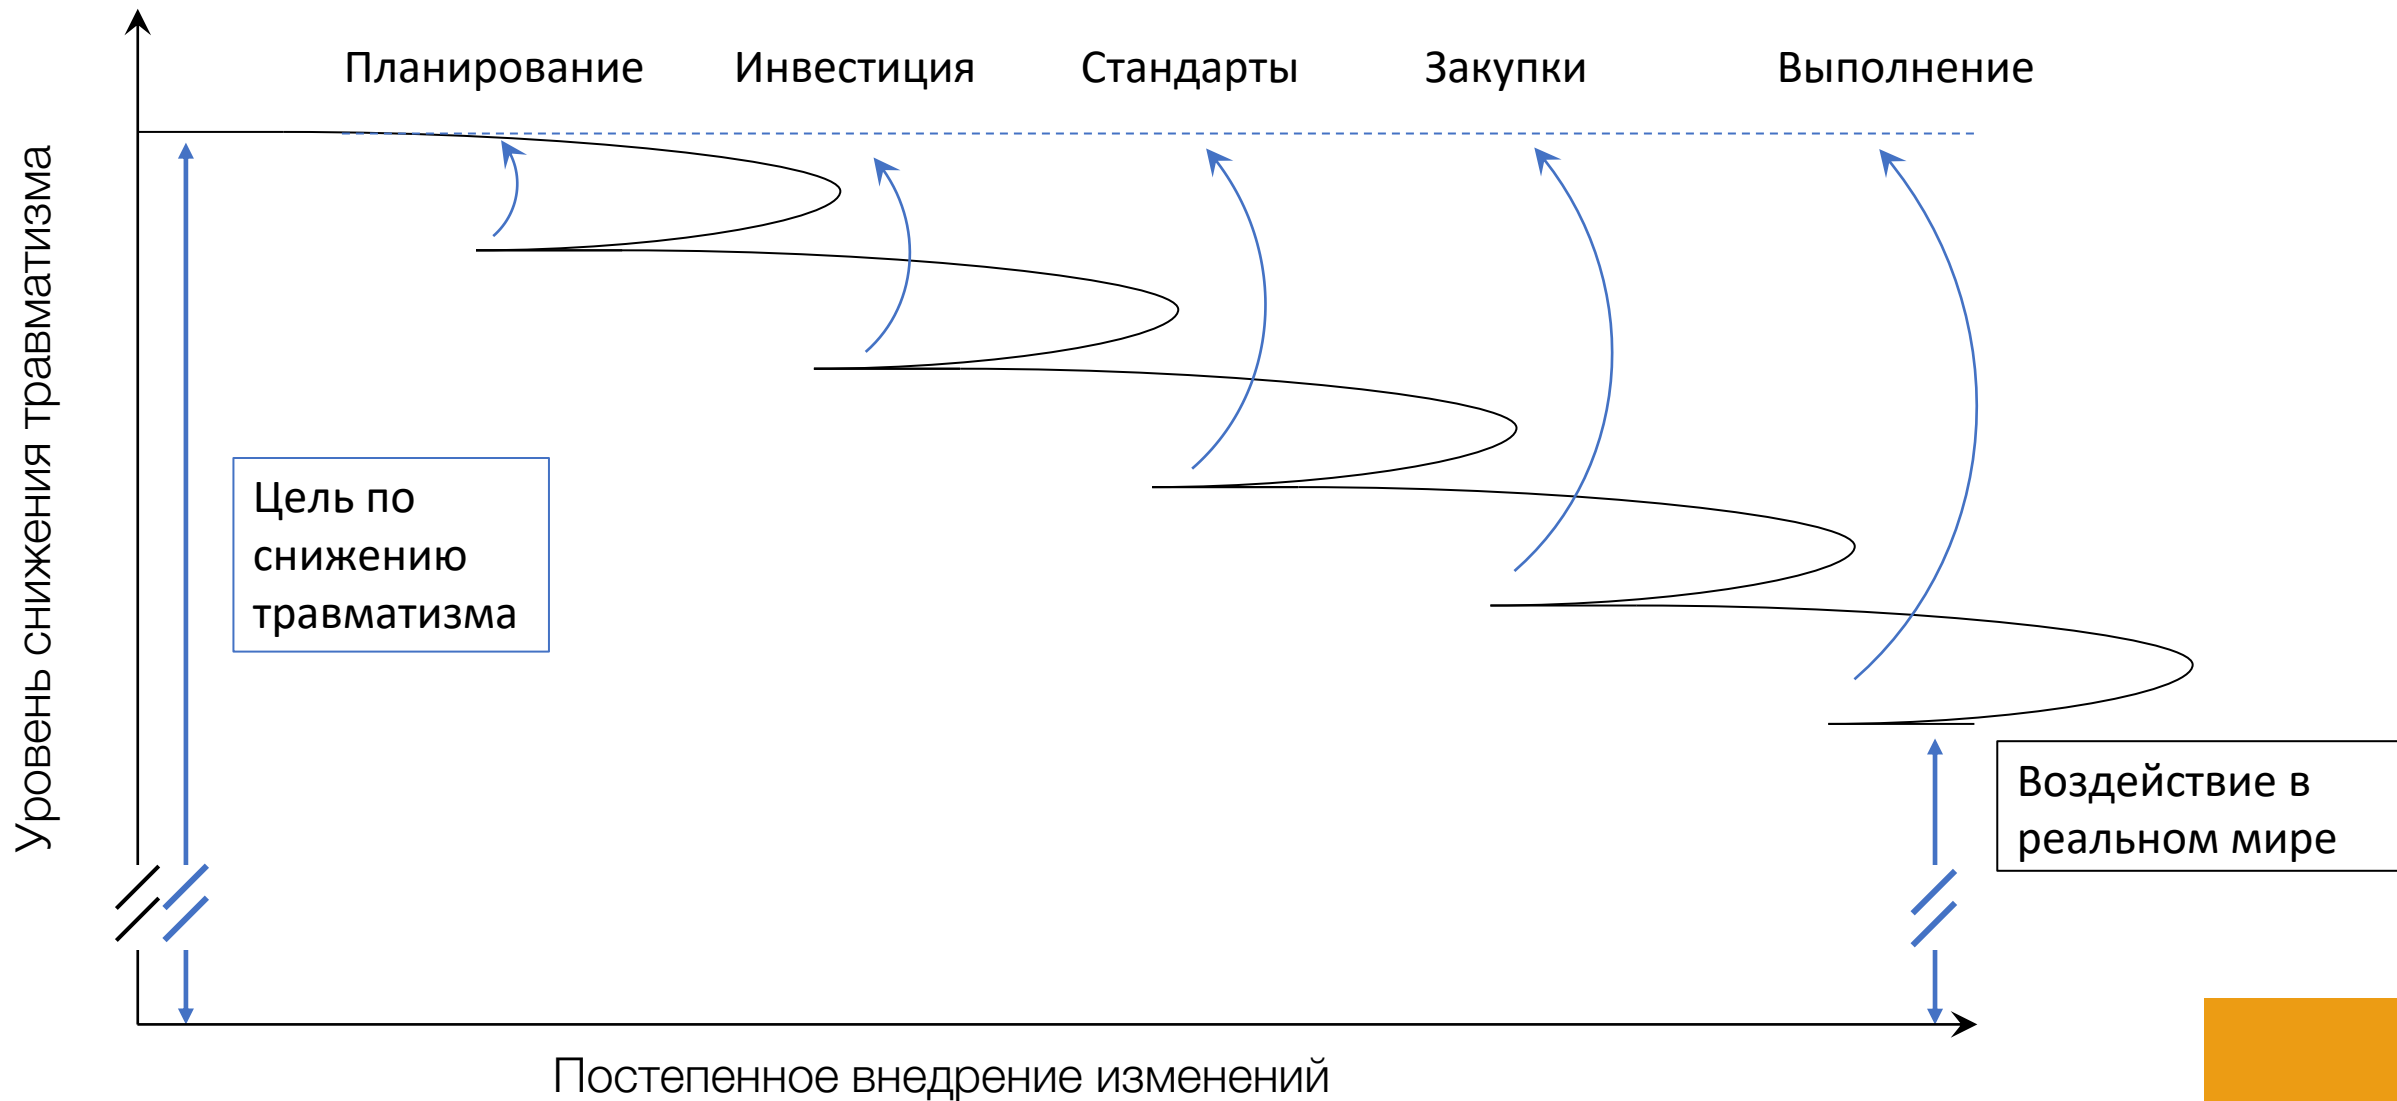 Планирование
Инвестиция
Стандарты
Закупки
Выполнение
Уровень снижения травматизма
Цель по
снижению
травматизма
Воздействие в
реальном мире
Постепенное внедрение изменений